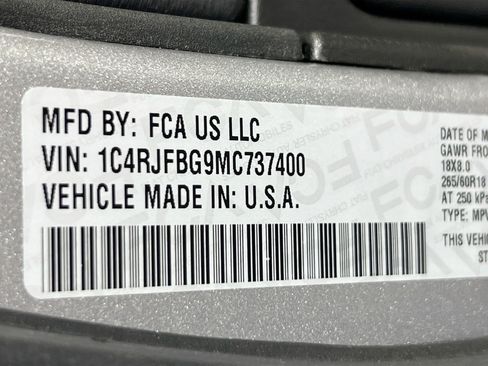 MFD BY: FCA US LLC
VIN: 1C4RJFBG9MC737400
VEHICLE MADE IN: U.S.A.
DATE OF M
GAWR FRO
18X8.0
265/60R18
AT 250 kPa
TYPE: MPV
THIS VEHI
ST